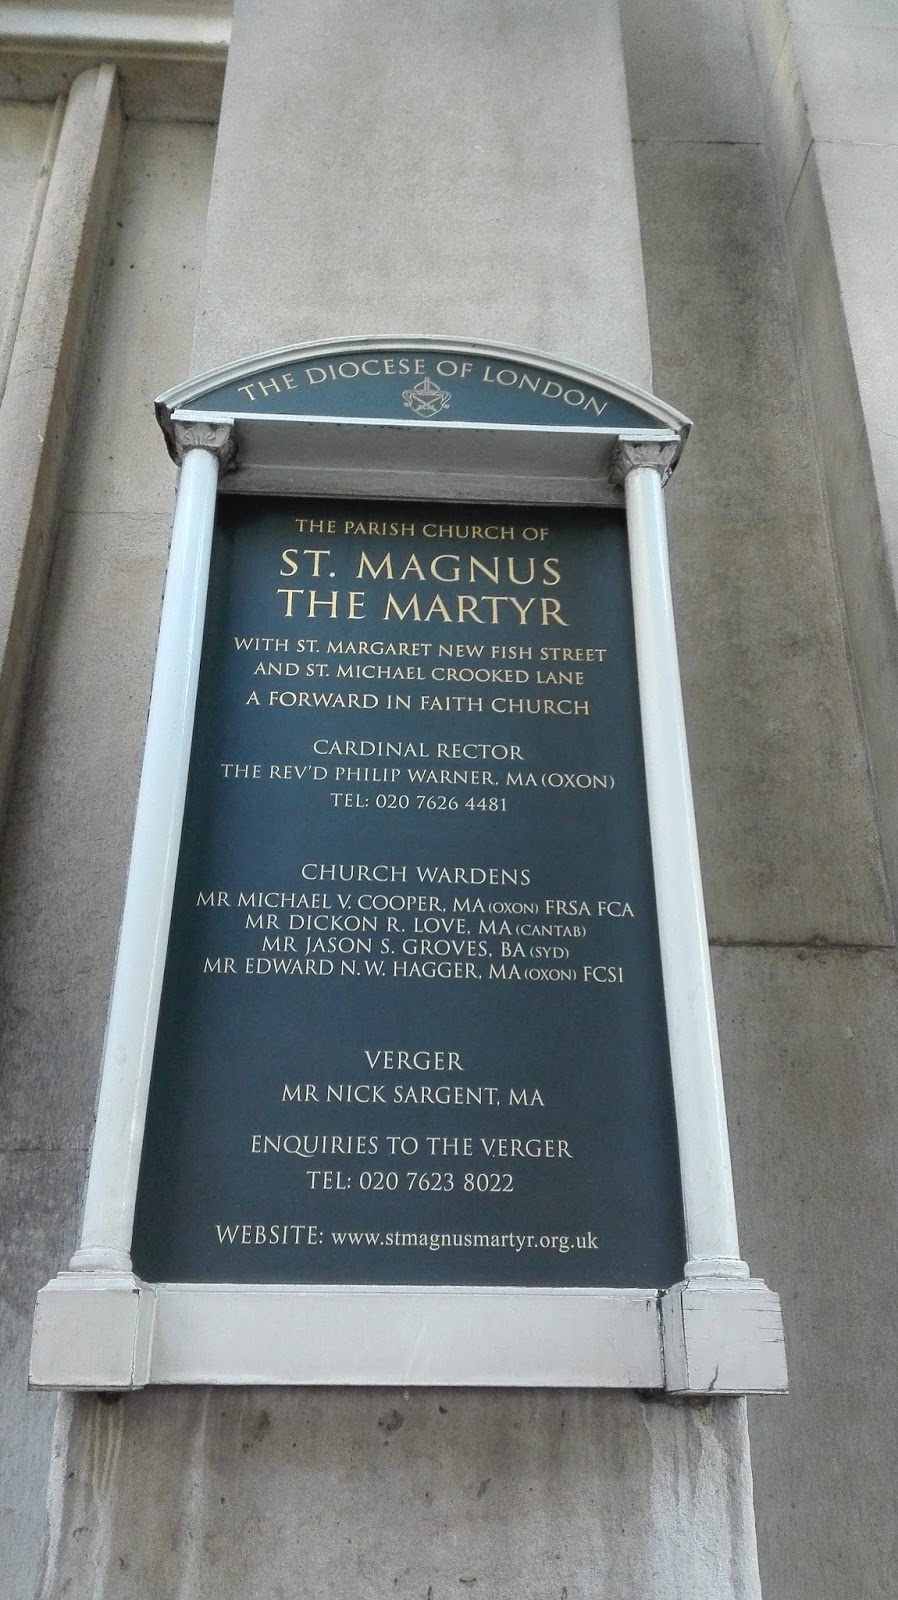 THE DIOCESE OF LONDON
THE PARISH CHURCH OF
ST. MAGNUS
THE MARTYR
WITH ST. MARGARET NEW FISH STREET
AND ST. MICHAEL CROOKED LANE
A FORWARD IN FAITH CHURCH
CARDINAL RECTOR
THE REV'D PHILIP WARNER, MA (OXON)
TEL: 020 7626 4481
CHURCH WARDENS
MR MICHAEL V. COOPER, MA (OXON) FRSA FCA
MR DICKON R. LOVE, MA (CANTAB)
MR JASON S. GROVES, BA (SYD)
MR EDWARD N. W. HAGGER, MA (OXON) FCSI
VERGER
MR NICK SARGENT, MA
ENQUIRIES TO THE VERGER
TEL: 020 7623 8022
WEBSITE: www.stmagnusmartyr.org.uk